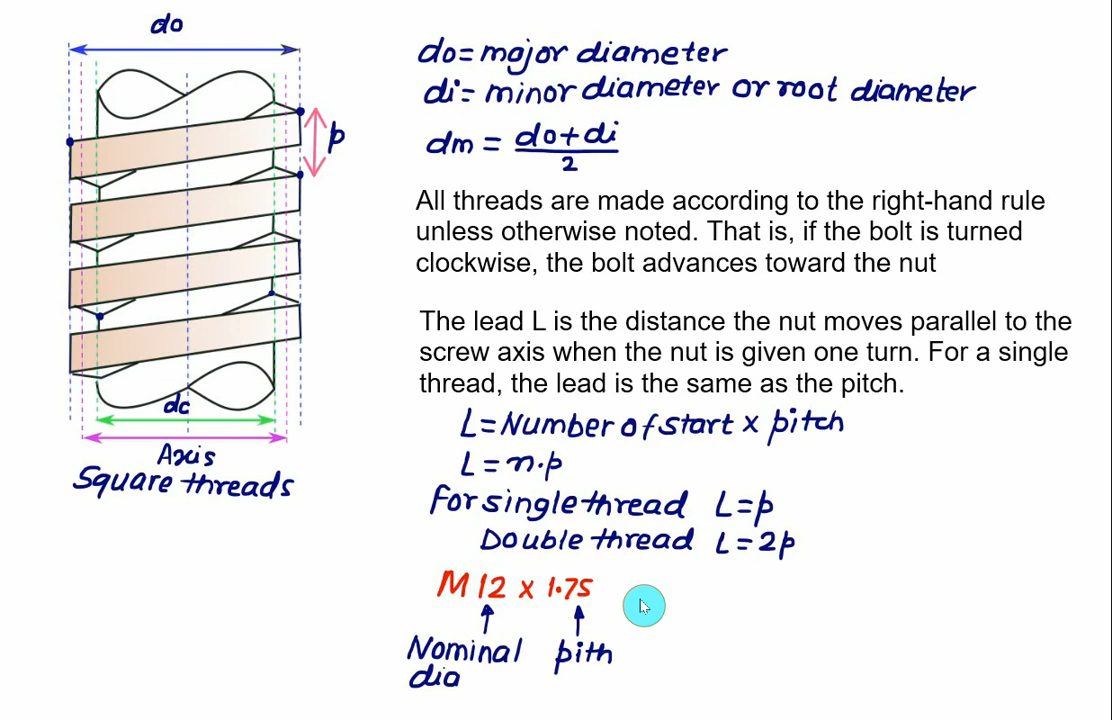 do
p
dc
Axis
Square threads
do = major diameter
di = minor diameter or root diameter
dm = do+di
2
All threads are made according to the right-hand rule
unless otherwise noted. That is, if the bolt is turned
clockwise, the bolt advances toward the nut
The lead L is the distance the nut moves parallel to the
screw axis when the nut is given one turn. For a single
thread, the lead is the same as the pitch.
L = Number of start x pitch
L = n.p
For single thread L = p
Double thread L = 2p
M 12 x 1.75
Nominal pith
dia